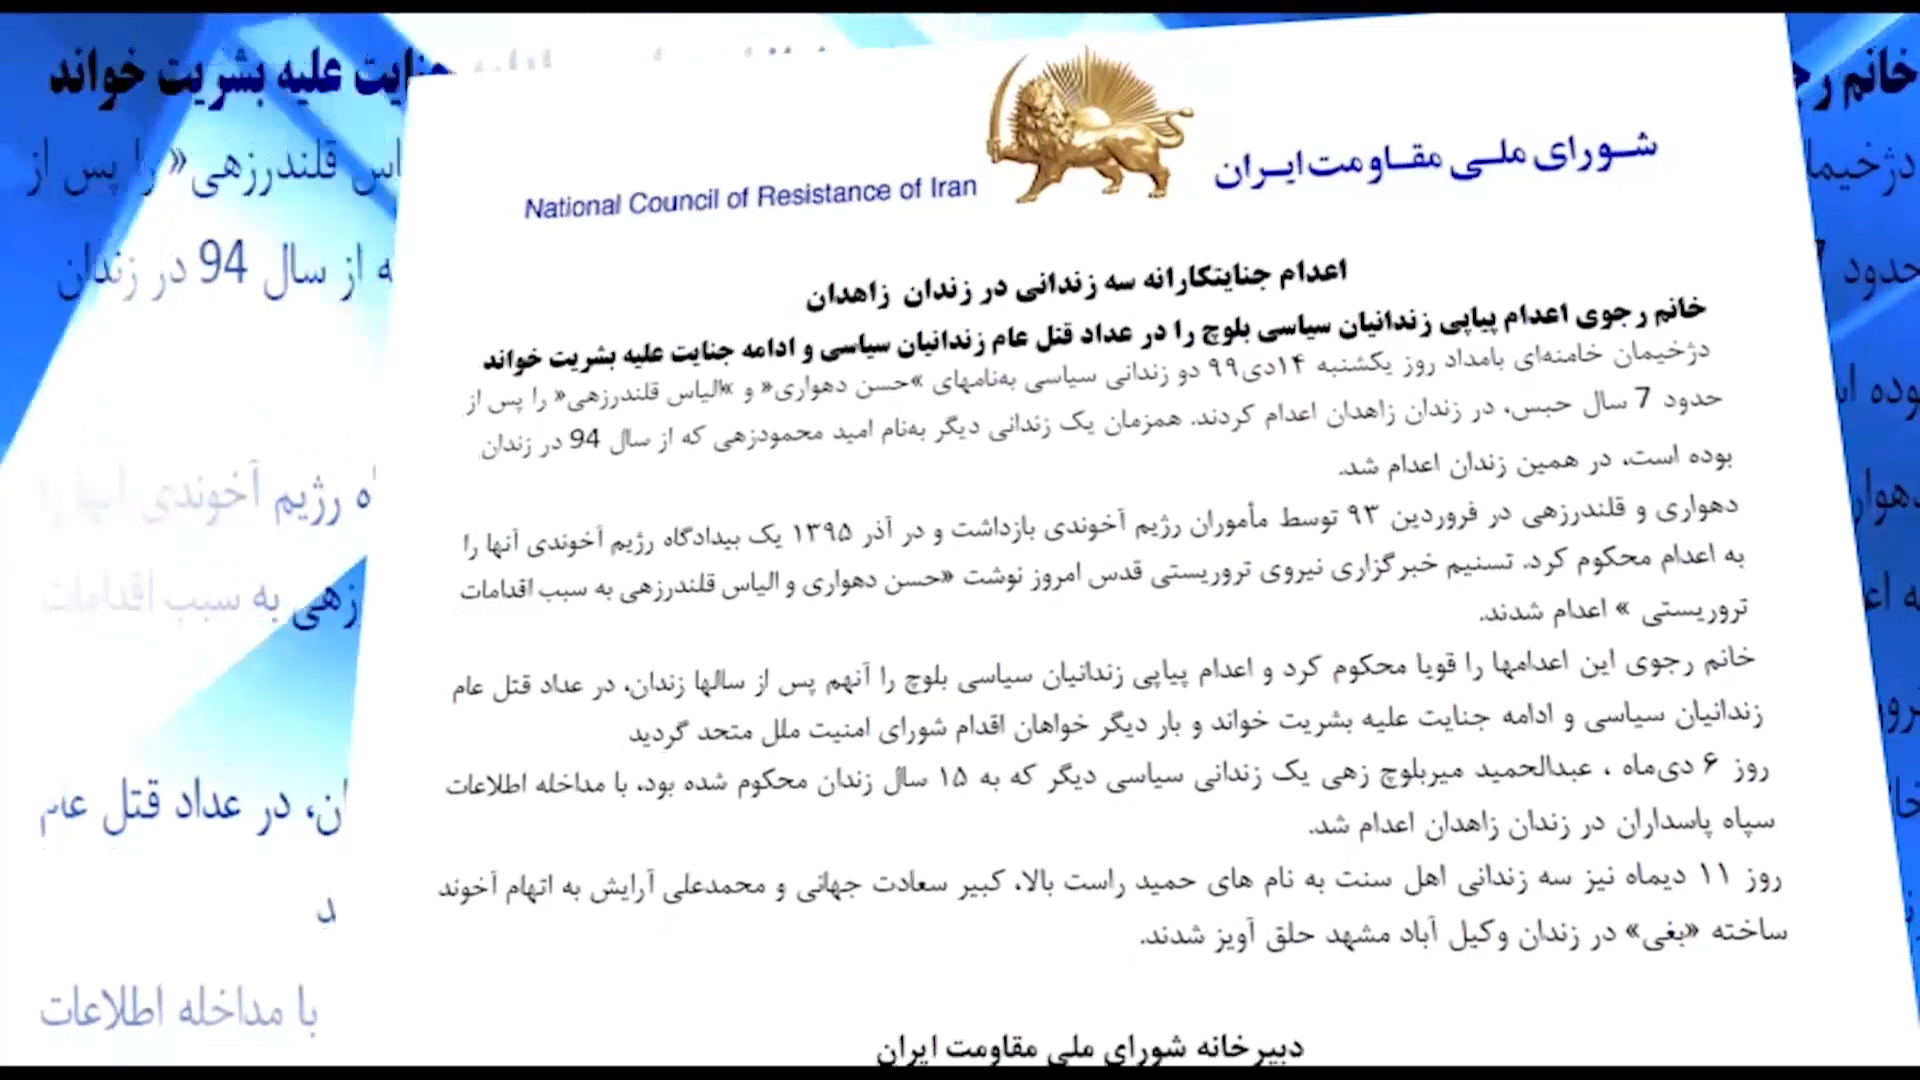 شورای ملی مقاومت ایران
National Council of Resistance of Iran
اعدام جنایتکارانه سه زندانی در زندان زاهدان
خانم رجوی اعدام پیاپی زندانیان سیاسی بلوچ را در عداد قتل عام زندانیان سیاسی و ادامه جنایت علیه بشریت خواند
دژخیمان خامنه‌ای بامداد روز یکشنبه ۱۴دی۹۹ دو زندانی سیاسی به‌نامهای »حسن دهواری« و »الیاس قلندرزهی« را پس از
حدود 7 سال حبس، در زندان زاهدان اعدام کردند. همزمان یک زندانی دیگر به‌نام امید محمودزهی که از سال 94 در زندان
بوده است، در همین زندان اعدام شد.
دهواری و قلندرزهی در فروردین ۹۳ توسط مأموران رژیم آخوندی بازداشت و در آذر ۱۳۹۵ یک بیدادگاه رژیم آخوندی آنها را
به اعدام محکوم کرد. تسنیم خبرگزاری نیروی تروریستی قدس امروز نوشت «حسن دهواری و الیاس قلندرزهی به سبب اقدامات
تروریستی » اعدام شدند.
خانم رجوی این اعدامها را قویا محکوم کرد و اعدام پیاپی زندانیان سیاسی بلوچ را آنهم پس از سالها زندان، در عداد قتل عام
زندانیان سیاسی و ادامه جنایت علیه بشریت خواند و بار دیگر خواهان اقدام شورای امنیت ملل متحد گردید
روز ۶ دی‌ماه ، عبدالحمید میربلوچ زهی یک زندانی سیاسی دیگر که به ۱۵ سال زندان محکوم شده بود، با مداخله اطلاعات
سپاه پاسداران در زندان زاهدان اعدام شد.
روز ۱۱ دیماه نیز سه زندانی اهل سنت به نام های حمید راست بالا، کبیر سعادت جهانی و محمدعلی آرایش به اتهام آخوند
ساخته «بغی» در زندان وکیل آباد مشهد حلق آویز شدند.
دبیرخانه شورای ملی مقاومت ایران